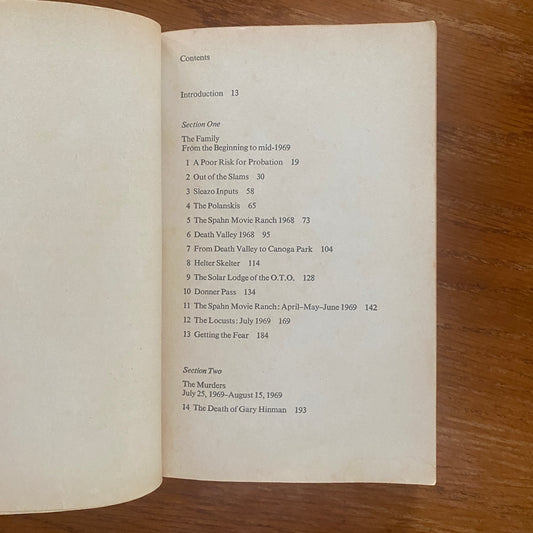 Contents
Introduction 13
Section One
The Family
From the Beginning to mid-1969
1 A Poor Risk for Probation 19
2 Out of the Slams 30
3 Sleazo Inputs 58
4 The Polanskis 65
5 The Spahn Movie Ranch 1968 73
6 Death Valley 1968 95
7 From Death Valley to Canoga Park 104
8 Helter Skelter 114
9 The Solar Lodge of the O.T.O. 128
10 Donner Pass 134
11 The Spahn Movie Ranch: April–May–June 1969 142
12 The Locusts: July 1969 169
13 Getting the Fear 184
Section Two
The Murders
July 25, 1969–August 15, 1969
14 The Death of Gary Hinman 193